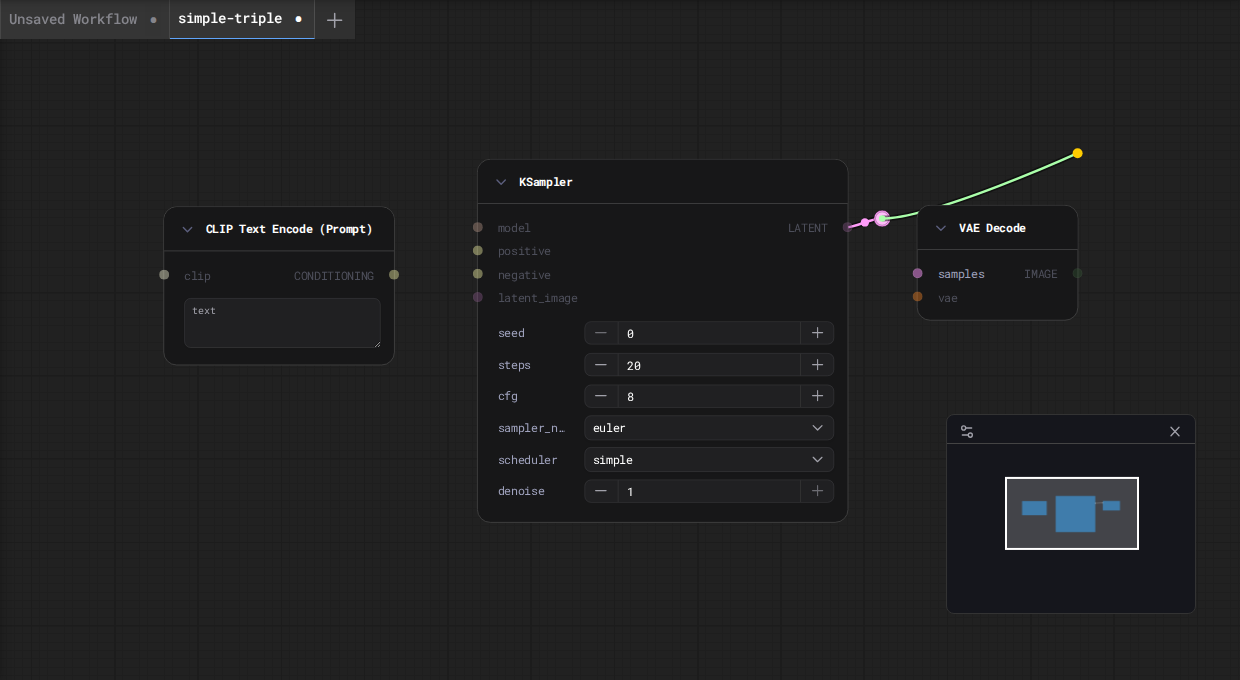 Unsaved Workflow
simple-triple
CLIP Text Encode (Prompt)
clip
CONDITIONING
text
KSampler
model
LATENT
positive
negative
latent_image
seed
0
steps
20
cfg
8
sampler_n…
euler
scheduler
simple
denoise
1
VAE Decode
samples
IMAGE
vae